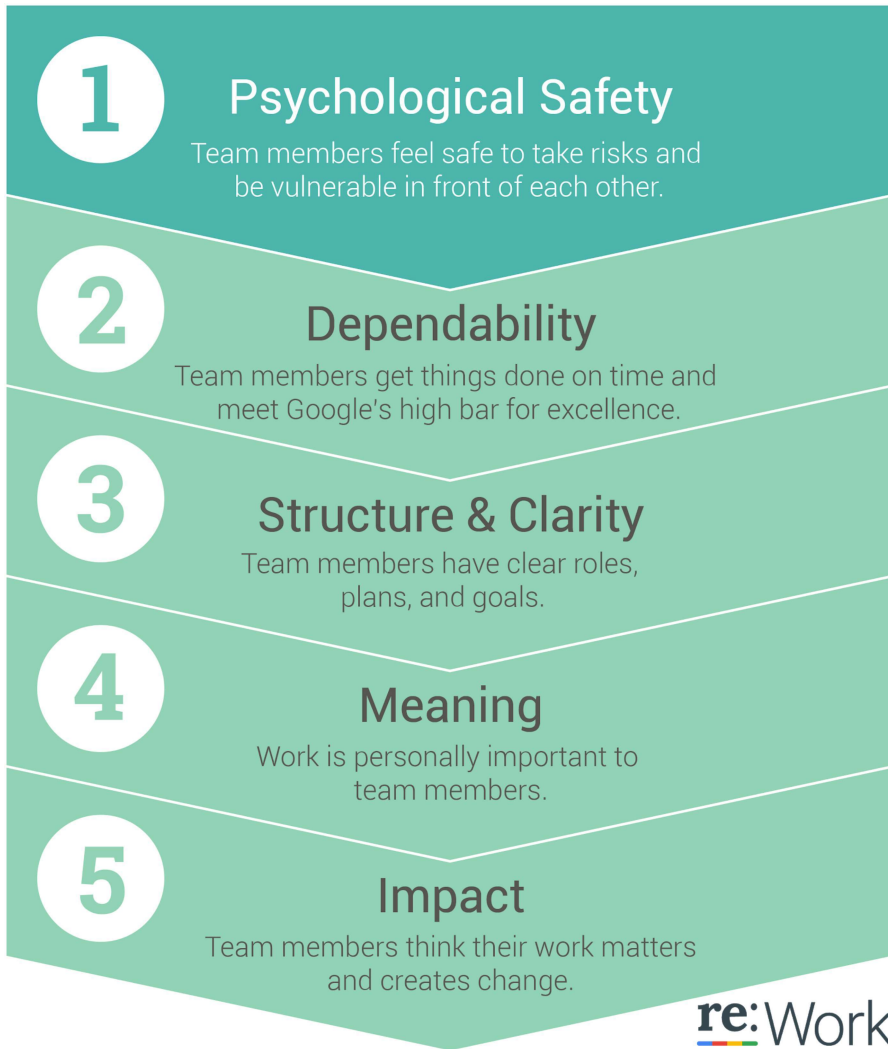 1
Psychological Safety
Team members feel safe to take risks and
be vulnerable in front of each other.
2
Dependability
Team members get things done on time and
meet Google's high bar for excellence.
3
Structure & Clarity
Team members have clear roles,
plans, and goals.
4
Meaning
Work is personally important to
team members.
5
Impact
Team members think their work matters
and creates change.
re:Work